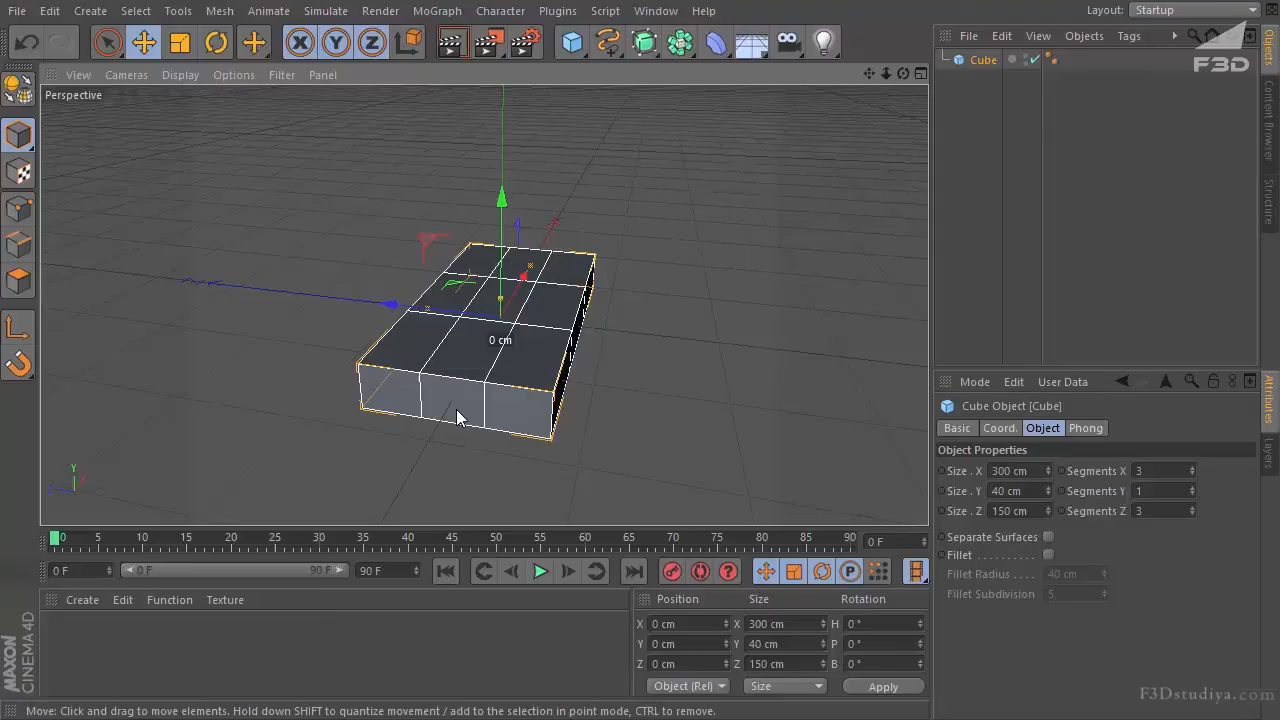 File Edit Create Select Tools Mesh Animate Simulate Render MoGraph Character Plugins Script Window Help
Layout: Startup
View Cameras Display Options Filter Panel
Perspective
0 cm
Y
File Edit View Objects Tags
F3D
Cube
Objects
Content Browser
Structure
Mode Edit User Data
Cube Object [Cube]
Basic Coord. Object Phong
Object Properties
Size . X 300 cm Segments X 3
Size . Y 40 cm Segments Y 1
Size . Z 150 cm Segments Z 3
Separate Surfaces
Fillet . . . . . . . . . .
Fillet Radius . . . . 40 cm
Fillet Subdivision 5
Attributes
Layers
0 5 10 15 20 25 30 35 40 45 50 55 60 65 70 75 80 85 90 0 F
0 F 0 F 90 F 90 F
Create Edit Function Texture
Position Size Rotation
X 0 cm X 300 cm H 0 °
Y 0 cm Y 40 cm P 0 °
Z 0 cm Z 150 cm B 0 °
Object (Rel) Size Apply
MAXON
CINEMA 4D
F3Dstudiya.com
Move: Click and drag to move elements. Hold down SHIFT to quantize movement / add to the selection in point mode, CTRL to remove.